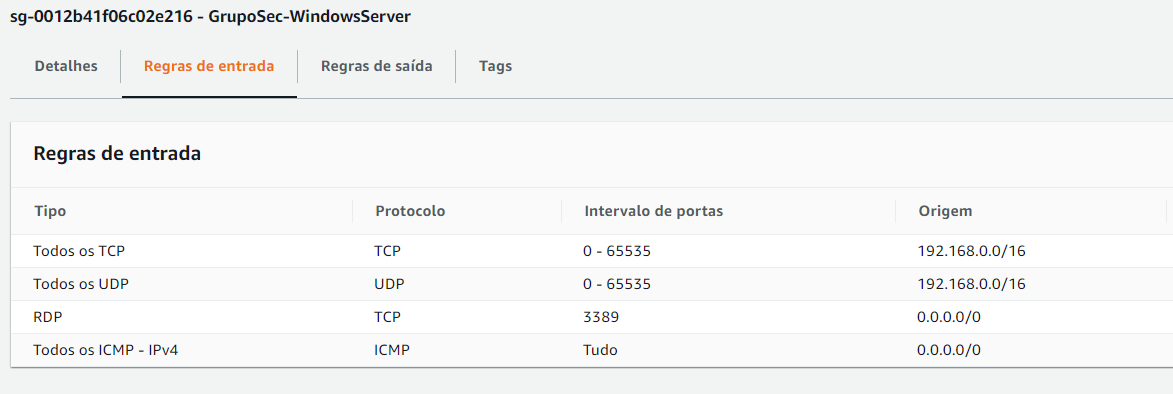 sg-0012b41f06c02e216 - GrupoSec-WindowsServer
Detalhes Regras de entrada Regras de saída Tags
Regras de entrada
Tipo Protocolo Intervalo de portas Origem
Todos os TCP TCP 0 - 65535 192.168.0.0/16
Todos os UDP UDP 0 - 65535 192.168.0.0/16
RDP TCP 3389 0.0.0.0/0
Todos os ICMP - IPv4 ICMP Tudo 0.0.0.0/0